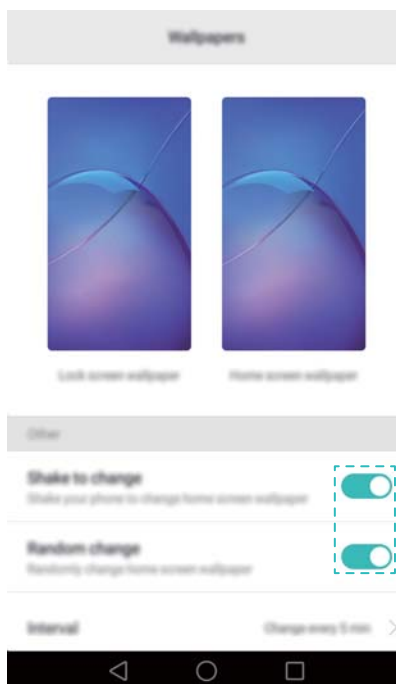 Wallpapers
Lock screen wallpaper
Home screen wallpaper
Other
Shake to change
Shake your phone to change home screen wallpaper
Random change
Randomly change home screen wallpaper
Interval
Change every 5 min